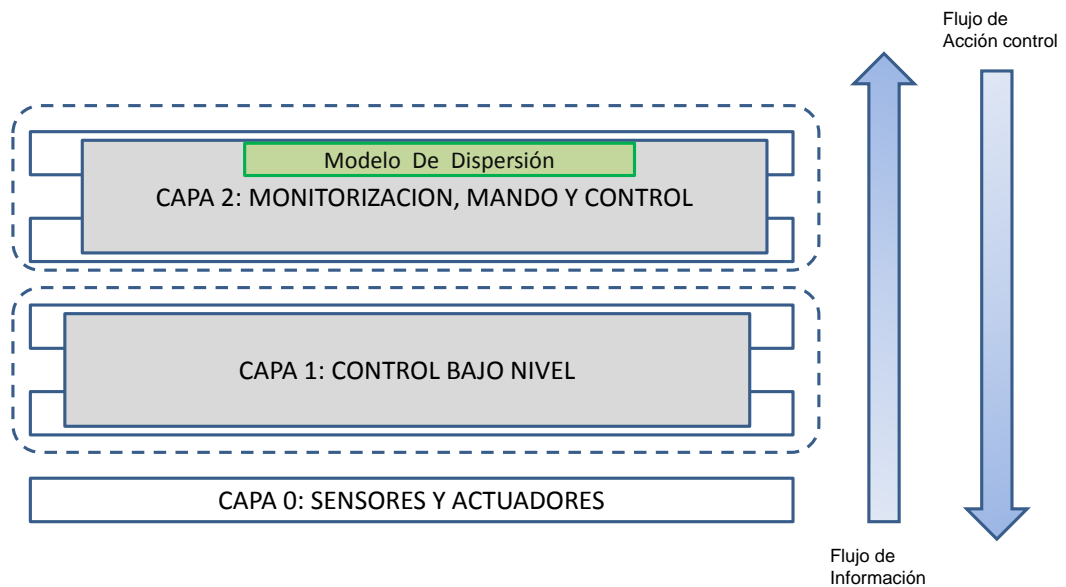 Flujo de
Acción control
Modelo De Dispersión
CAPA 2: MONITORIZACION, MANDO Y CONTROL
CAPA 1: CONTROL BAJO NIVEL
CAPA 0: SENSORES Y ACTUADORES
Flujo de
Información